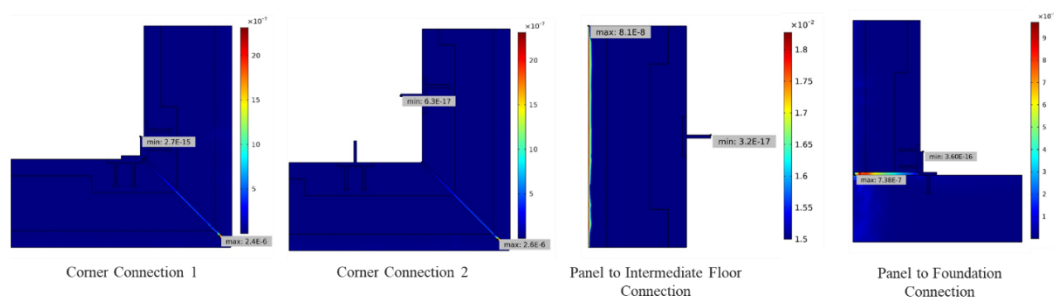 ×10⁻⁷
20
15
10
5
min: 2.7E-15
max: 2.4E-6
Corner Connection 1
×10⁻⁷
20
15
10
5
min: 6.3E-17
max: 2.6E-6
Corner Connection 2
×10⁻²
1.8
1.75
1.7
1.65
1.6
1.55
1.5
max: 8.1E-8
min: 3.2E-17
Panel to Intermediate Floor
Connection
10
9
8
7
6
5
4
3
2
1
0
min: 3.60E-16
max: 7.38E-7
Panel to Foundation
Connection